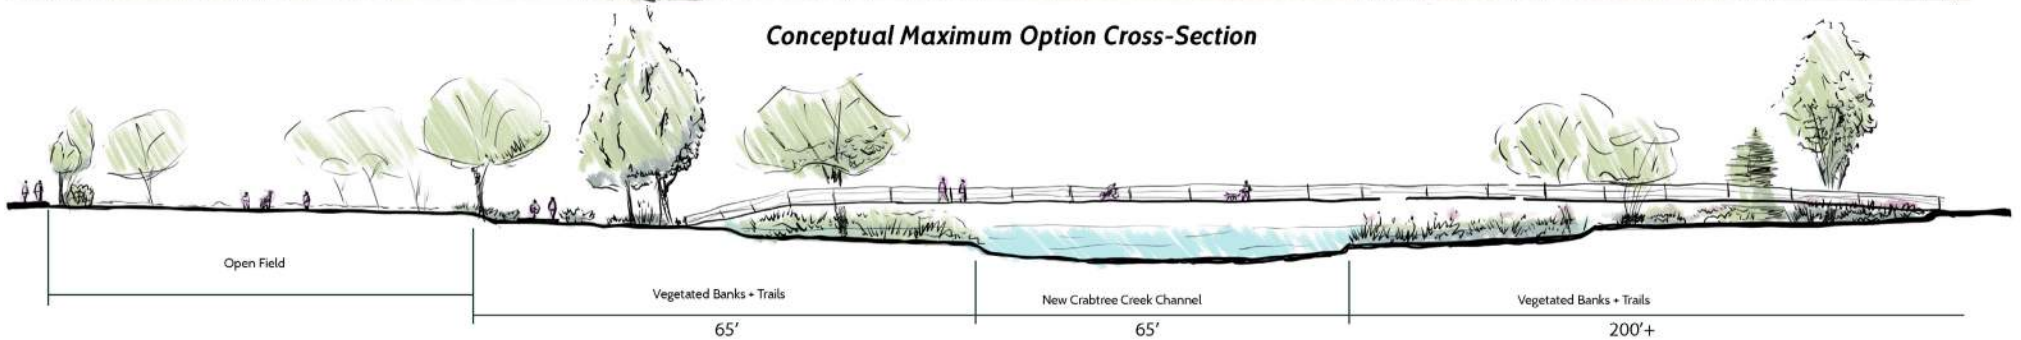 Conceptual Maximum Option Cross-Section
Open Field
Vegetated Banks + Trails
New Crabtree Creek Channel
Vegetated Banks + Trails
65'
65'
200'+